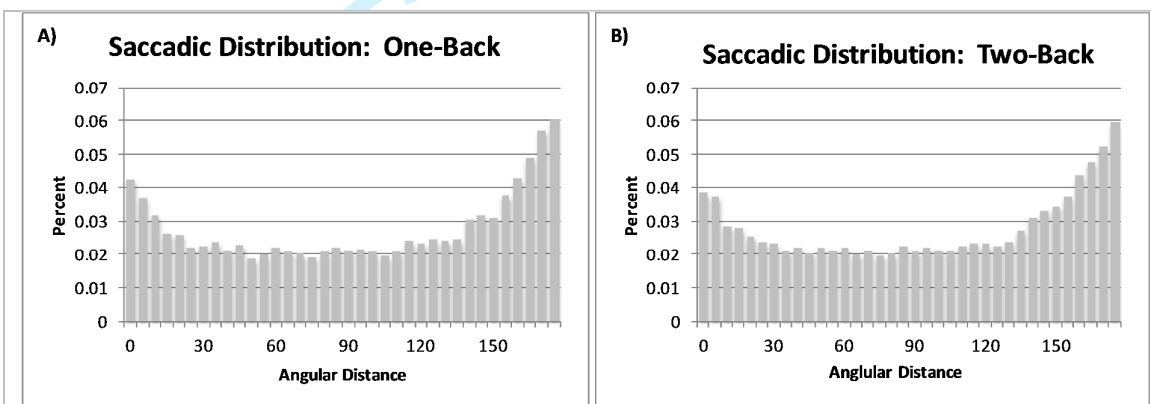 A)
Saccadic Distribution: One-Back
0.07
0.06
0.05
0.04
0.03
0.02
0.01
0
Percent
0 30 60 90 120 150
Angular Distance
B)
Saccadic Distribution: Two-Back
0.07
0.06
0.05
0.04
0.03
0.02
0.01
0
Percent
0 30 60 90 120 150
Anglular Distance